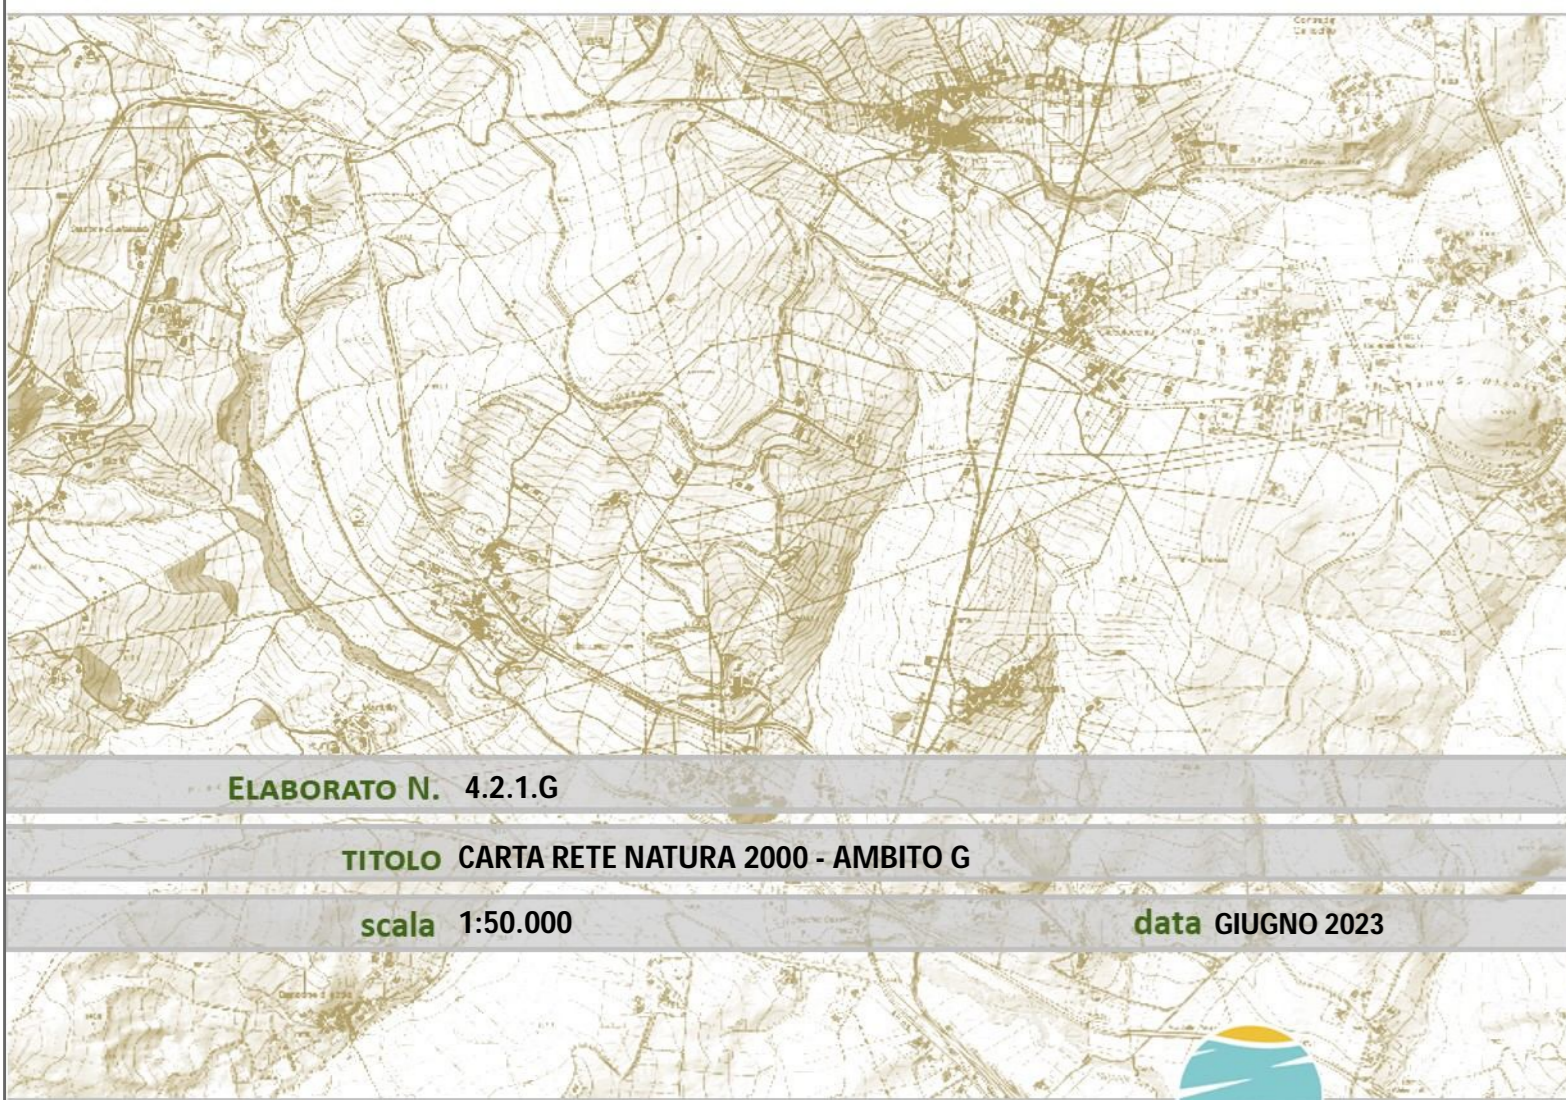 ELABORATO N. 4.2.1.G
TITOLO CARTA RETE NATURA 2000 - AMBITO G
scala 1:50.000 data GIUGNO 2023